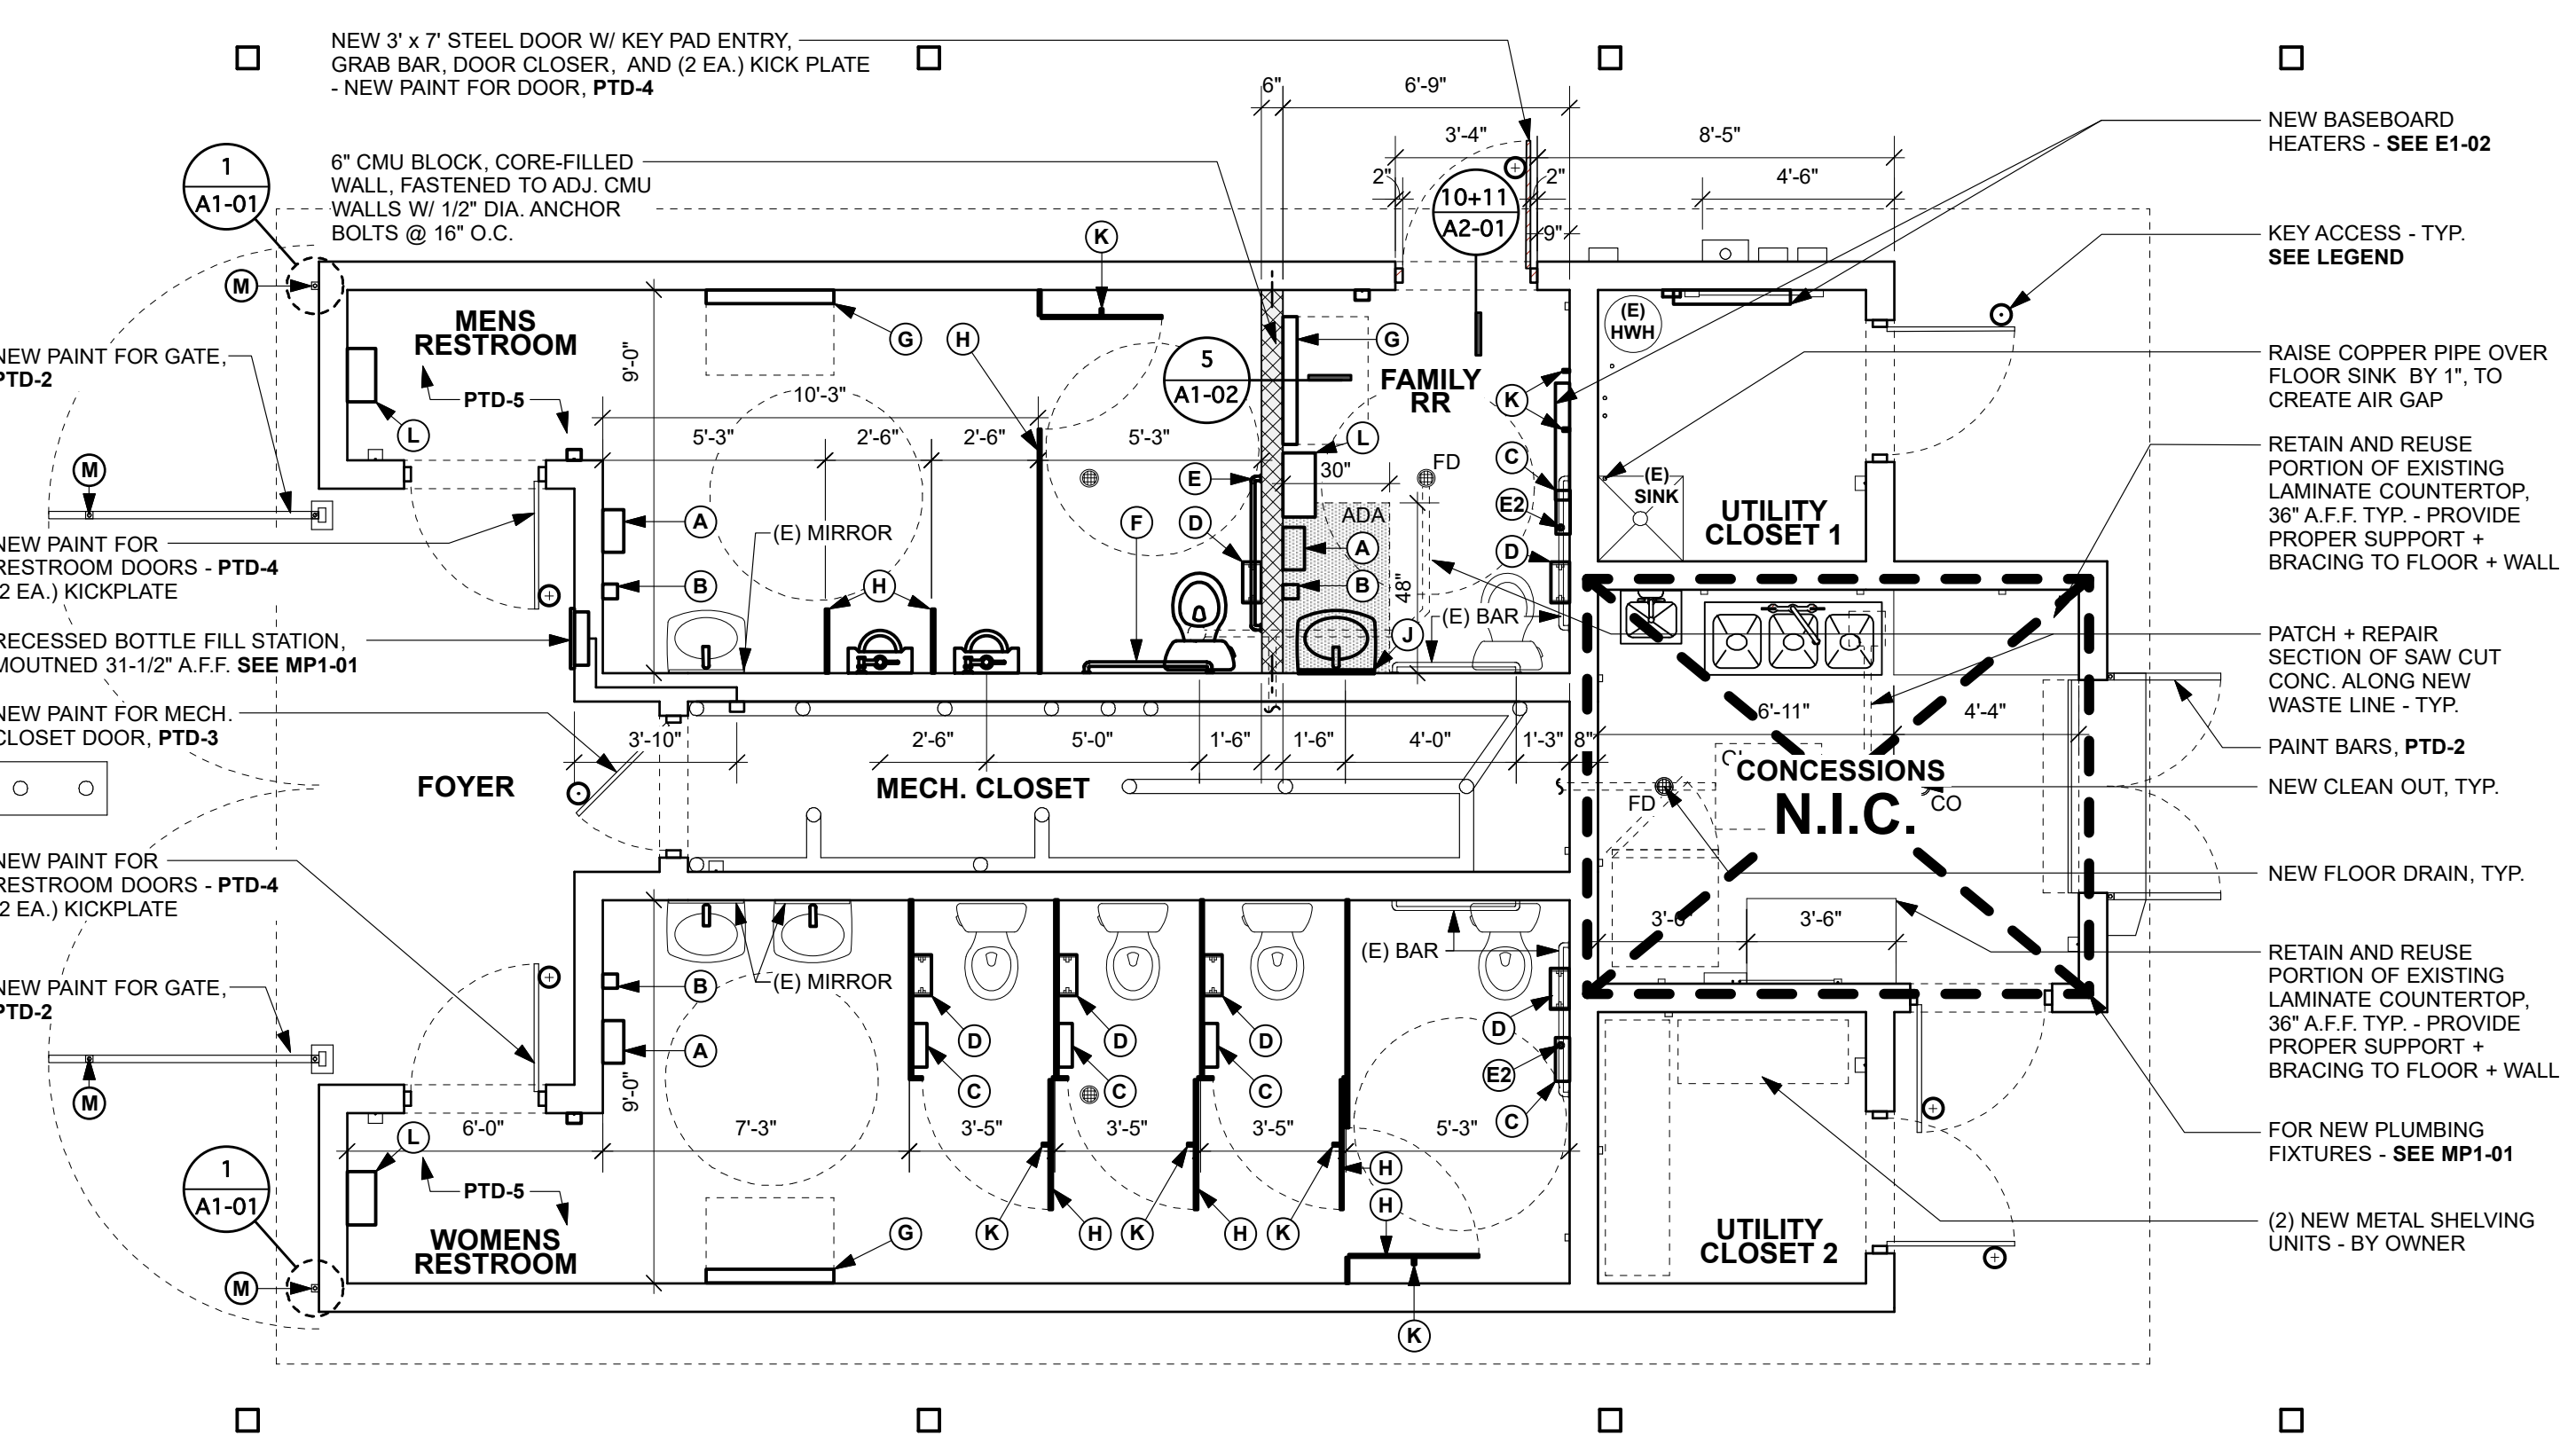 NEW 3' x 7' STEEL DOOR W/ KEY PAD ENTRY,
GRAB BAR, DOOR CLOSER, AND (2 EA.) KICK PLATE
- NEW PAINT FOR DOOR, PTD-4
6" CMU BLOCK, CORE-FILLED
WALL, FASTENED TO ADJ. CMU
WALLS W/ 1/2" DIA. ANCHOR
BOLTS @ 16" O.C.
1
A1-01
M
NEW PAINT FOR GATE,
PTD-2
M
NEW PAINT FOR
RESTROOM DOORS - PTD-4
(2 EA.) KICKPLATE
RECESSED BOTTLE FILL STATION,
MOUTNED 31-1/2" A.F.F. SEE MP1-01
NEW PAINT FOR MECH.
CLOSET DOOR, PTD-3
NEW PAINT FOR
RESTROOM DOORS - PTD-4
(2 EA.) KICKPLATE
NEW PAINT FOR GATE,
PTD-2
M
1
A1-01
M
6"
6'-9"
3'-4"
8'-5"
2"
2"
4'-6"
9"
10+11
A2-01
K
MENS
RESTROOM
PTD-5
L
9'-0"
G
H
10'-3"
5'-3"
2'-6"
2'-6"
5'-3"
A
B
(E) MIRROR
H
F
E
D
5
A1-02
G
FAMILY
RR
L
30"
FD
ADA
A
B
48"
(E) BAR
J
K
C
E2
D
(E)
HWH
(E)
SINK
UTILITY
CLOSET 1
3'-10"
2'-6"
5'-0"
1'-6"
1'-6"
4'-0"
1'-3"
8"
FOYER
MECH. CLOSET
6'-11"
4'-4"
CONCESSIONS
N.I.C.
FD
CO
3'-6"
3'-6"
B
A
(E) MIRROR
9'-0"
D
C
D
C
D
C
(E) BAR
D
E2
C
L
6'-0"
7'-3"
3'-5"
3'-5"
3'-5"
5'-3"
PTD-5
WOMENS
RESTROOM
G
K
H
K
H
K
H
H
K
UTILITY
CLOSET 2
NEW BASEBOARD
HEATERS - SEE E1-02
KEY ACCESS - TYP.
SEE LEGEND
RAISE COPPER PIPE OVER
FLOOR SINK BY 1", TO
CREATE AIR GAP
RETAIN AND REUSE
PORTION OF EXISTING
LAMINATE COUNTERTOP,
36" A.F.F. TYP. - PROVIDE
PROPER SUPPORT +
BRACING TO FLOOR + WALL
PATCH + REPAIR
SECTION OF SAW CUT
CONC. ALONG NEW
WASTE LINE - TYP.
PAINT BARS, PTD-2
NEW CLEAN OUT, TYP.
NEW FLOOR DRAIN, TYP.
RETAIN AND REUSE
PORTION OF EXISTING
LAMINATE COUNTERTOP,
36" A.F.F. TYP. - PROVIDE
PROPER SUPPORT +
BRACING TO FLOOR + WALL
FOR NEW PLUMBING
FIXTURES - SEE MP1-01
(2) NEW METAL SHELVING
UNITS - BY OWNER